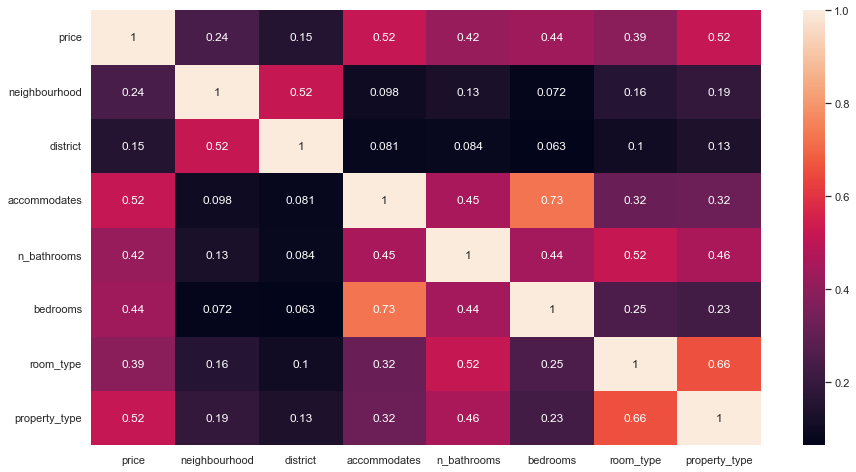 price 1 0.24 0.15 0.52 0.42 0.44 0.39 0.52
neighbourhood 0.24 1 0.52 0.098 0.13 0.072 0.16 0.19
district 0.15 0.52 1 0.081 0.084 0.063 0.1 0.13
accommodates 0.52 0.098 0.081 1 0.45 0.73 0.32 0.32
n_bathrooms 0.42 0.13 0.084 0.45 1 0.44 0.52 0.46
bedrooms 0.44 0.072 0.063 0.73 0.44 1 0.25 0.23
room_type 0.39 0.16 0.1 0.32 0.52 0.25 1 0.66
property_type 0.52 0.19 0.13 0.32 0.46 0.23 0.66 1
price neighbourhood district accommodates n_bathrooms bedrooms room_type property_type
1.0
0.8
0.6
0.4
0.2